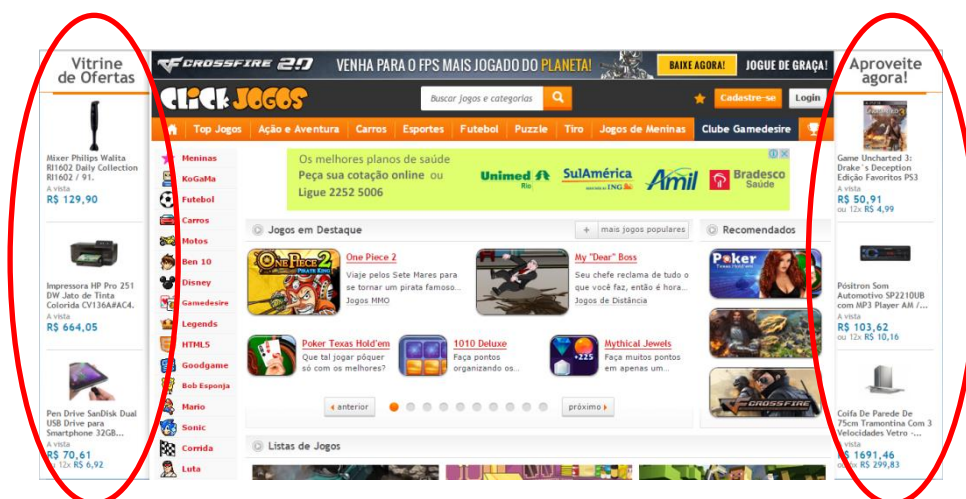 Vitrine
de Ofertas
Mixer Philips Walita
RI1602 Daily Collection
RI1602 / 91.
A vista
R$ 129,90
Impressora HP Pro 251
DW Jato de Tinta
Colorida CV136A#AC4.
A vista
R$ 664,05
Pen Drive SanDisk Dual
USB Drive para
Smartphone 32GB...
A vista
R$ 70,61
ou 12x R$ 6,92
CROSSFIRE 2.0 VENHA PARA O FPS MAIS JOGADO DO PLANETA! BAIXE AGORA! JOGUE DE GRAÇA!
CLICK JOGOS
Buscar jogos e categorias
Cadastre-se Login
Top Jogos Ação e Aventura Carros Esportes Futebol Puzzle Tiro Jogos de Meninas Clube Gamedesire
Meninas
KoGaMa
Futebol
Carros
Motos
Ben 10
Disney
Gamedesire
Legends
HTML5
Goodgame
Bob Esponja
Mario
Sonic
Corrida
Luta
Os melhores planos de saúde
Peça sua cotação online ou
Ligue 2252 5006
Unimed
Rio
SulAmérica
ING
Amil
Bradesco
Saúde
Jogos em Destaque
+ mais jogos populares
One Piece 2
One Piece 2
Viaje pelos Sete Mares para
se tornar um pirata famoso...
Jogos MMO
My "Dear" Boss
Seu chefe reclama de tudo o
que você faz, então é hora...
Jogos de Distância
Poker Texas Hold'em
Que tal jogar póquer
só com os melhores?
1010 Deluxe
Faça pontos
organizando os...
+225
Mythical Jewels
Faça muitos pontos
em apenas um...
anterior
próximo
Listas de Jogos
Recomendados
Poker
Texas Hold'em
CROSSFIRE
Aproveite
agora!
Game Uncharted 3:
Drake`s Deception
Edição Favoritos PS3
A vista
R$ 50,91
ou 12x R$ 4,99
Pósitron Som
Automotivo SP2210UB
com MP3 Player AM /...
A vista
R$ 103,62
ou 12x R$ 10,16
Coifa De Parede De
75cm Tramontina Com 3
Velocidades Vetro -...
A vista
R$ 1691,46
R$ 299,83